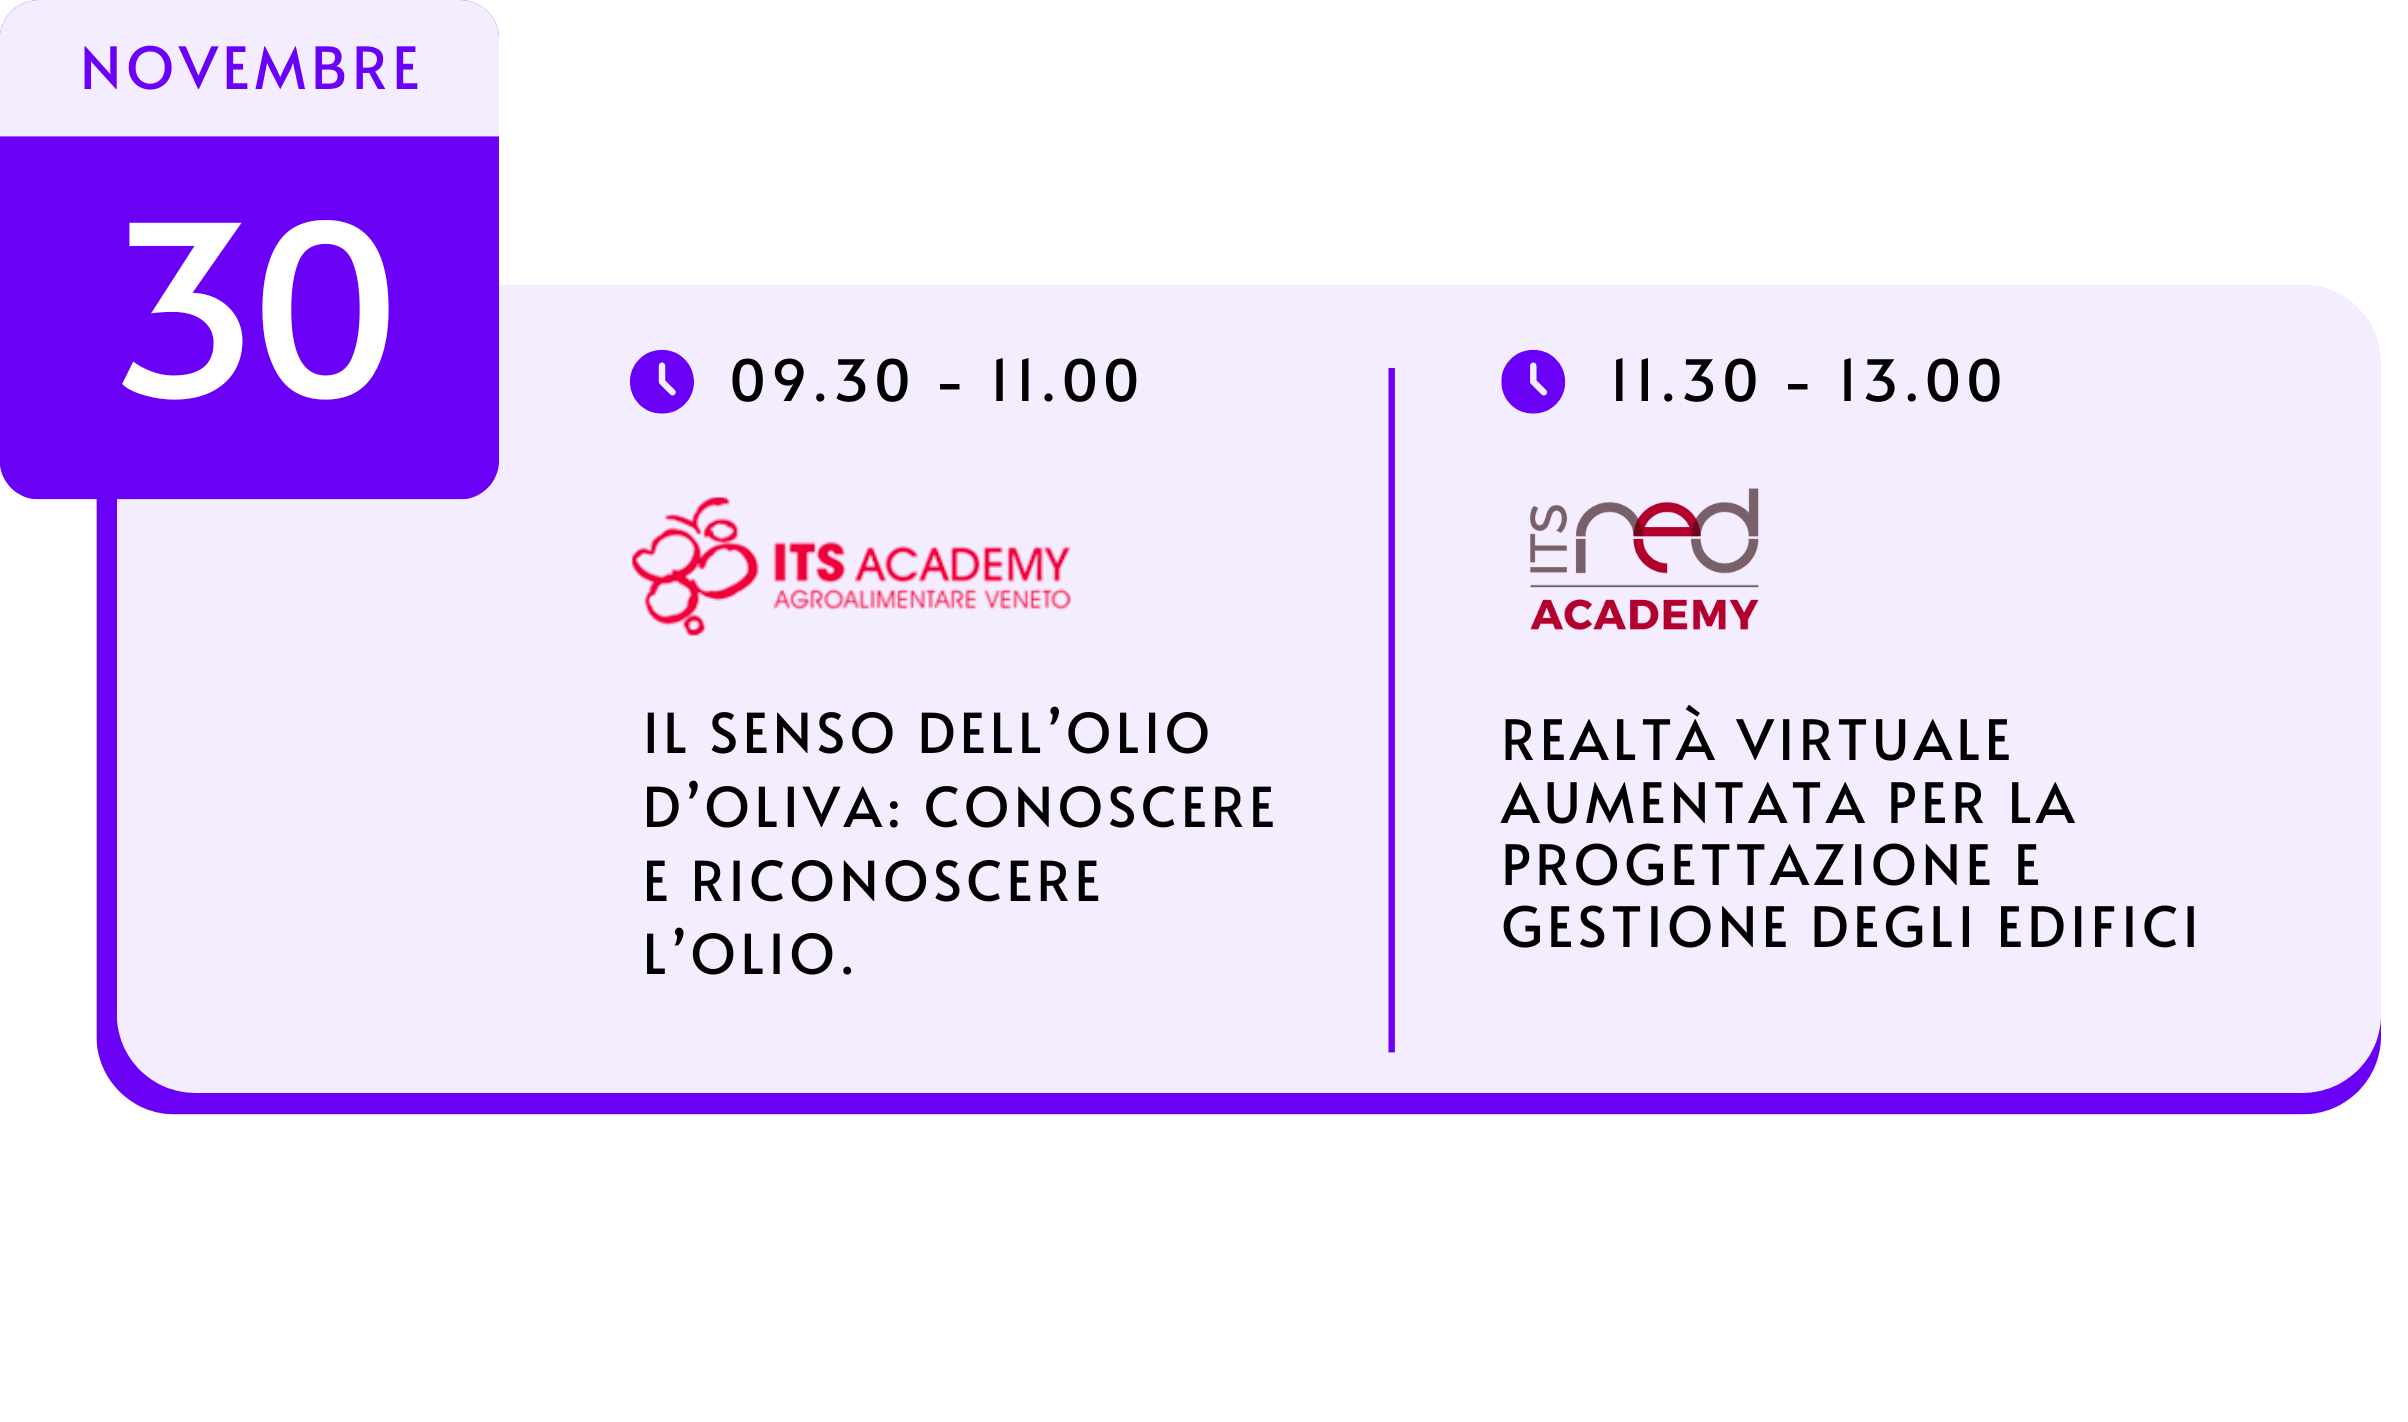 NOVEMBRE
30
09.30 - 11.00
ITS ACADEMY
AGROALIMENTARE VENETO
IL SENSO DELL’OLIO
D’OLIVA: CONOSCERE
E RICONOSCERE
L’OLIO.
11.30 - 13.00
ITS red
ACADEMY
REALTÀ VIRTUALE
AUMENTATA PER LA
PROGETTAZIONE E
GESTIONE DEGLI EDIFICI